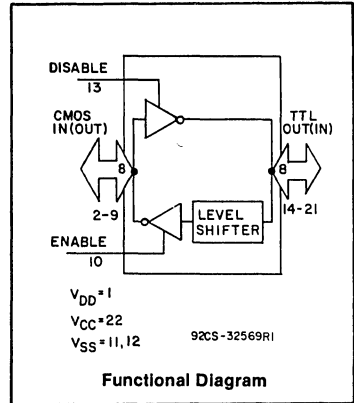 DISABLE
13
CMOS
IN(OUT)
TTL
OUT(IN)
8
8
2-9
LEVEL
SHIFTER
14-21
ENABLE
10
VDD = 1
VCC = 22
VSS = 11, 12
92CS-32569R1
Functional Diagram